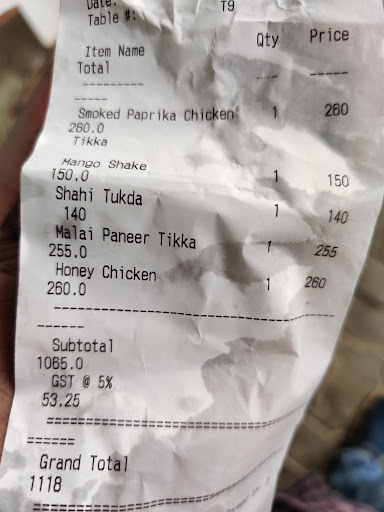 Date:
T9
Table #:
Item Name Qty Price
Total
Smoked Paprika Chicken 1 260
260.0
Tikka
Mango Shake 1 150
150.0
Shahi Tukda 1 140
140
Malai Paneer Tikka 1 255
255.0
Honey Chicken 1 260
260.0
Subtotal
1065.0
GST @ 5%
53.25
Grand Total
1118